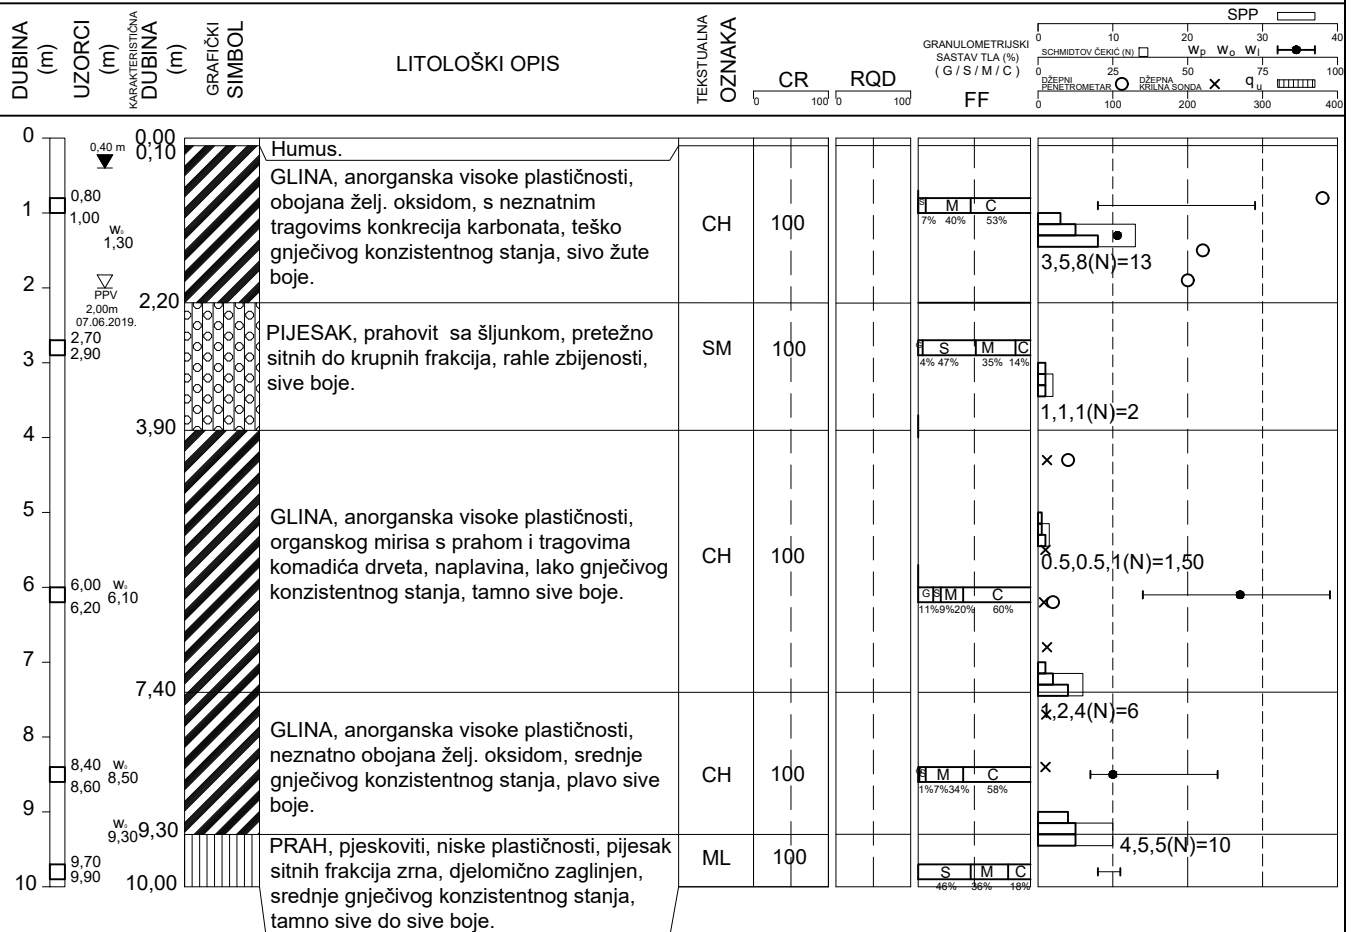 DUBINA
(m)
UZORCI
(m)
KARAKTERISTIČNA
DUBINA
(m)
GRAFIČKI
SIMBOL
LITOLOŠKI OPIS
TEKSTUALNA
OZNAKA
CR
0 100
RQD
0 100
GRANULOMETRIJSKI
SASTAV TLA (%)
( G / S / M / C )
FF
SPP
0 10 20 30 40
SCHMIDTOV ČEKIĆ (N) Wp Wo Wl
0 25 50 75 100
DŽEPNI
PENETROMETAR
DŽEPNA
KRILNA SONDA
qu
0 100 200 300 400
0
1
2
3
4
5
6
7
8
9
10
0,40 m
0,80
1,00
W₀
1,30
PPV
2,00m
07.06.2019.
2,70
2,90
6,00
6,20
W₀
6,10
8,40
8,60
W₀
8,50
W₀
9,30
9,70
9,90
0,00
0,10
2,20
3,90
7,40
9,30
10,00
Humus.
GLINA, anorganska visoke plastičnosti,
obojana želj. oksidom, s neznatnim
tragovims konkrecija karbonata, teško
gnječivog konzistentnog stanja, sivo žute
boje.
CH
100
S M C
7% 40% 53%
3,5,8(N)=13
PIJESAK, prahovit sa šljunkom, pretežno
sitnih do krupnih frakcija, rahle zbijenosti,
sive boje.
SM
100
G S M C
4% 47% 35% 14%
1,1,1(N)=2
GLINA, anorganska visoke plastičnosti,
organskog mirisa s prahom i tragovima
komadića drveta, naplavina, lako gnječivog
konzistentnog stanja, tamno sive boje.
CH
100
G S M C
11%9%20% 60%
0.5,0.5,1(N)=1,50
1,2,4(N)=6
GLINA, anorganska visoke plastičnosti,
neznatno obojana želj. oksidom, srednje
gnječivog konzistentnog stanja, plavo sive
boje.
CH
100
G S M C
1%7%34% 58%
4,5,5(N)=10
PRAH, pjeskoviti, niske plastičnosti, pijesak
sitnih frakcija zrna, djelomično zaglinjen,
srednje gnječivog konzistentnog stanja,
tamno sive do sive boje.
ML
100
S M C
46% 36% 18%